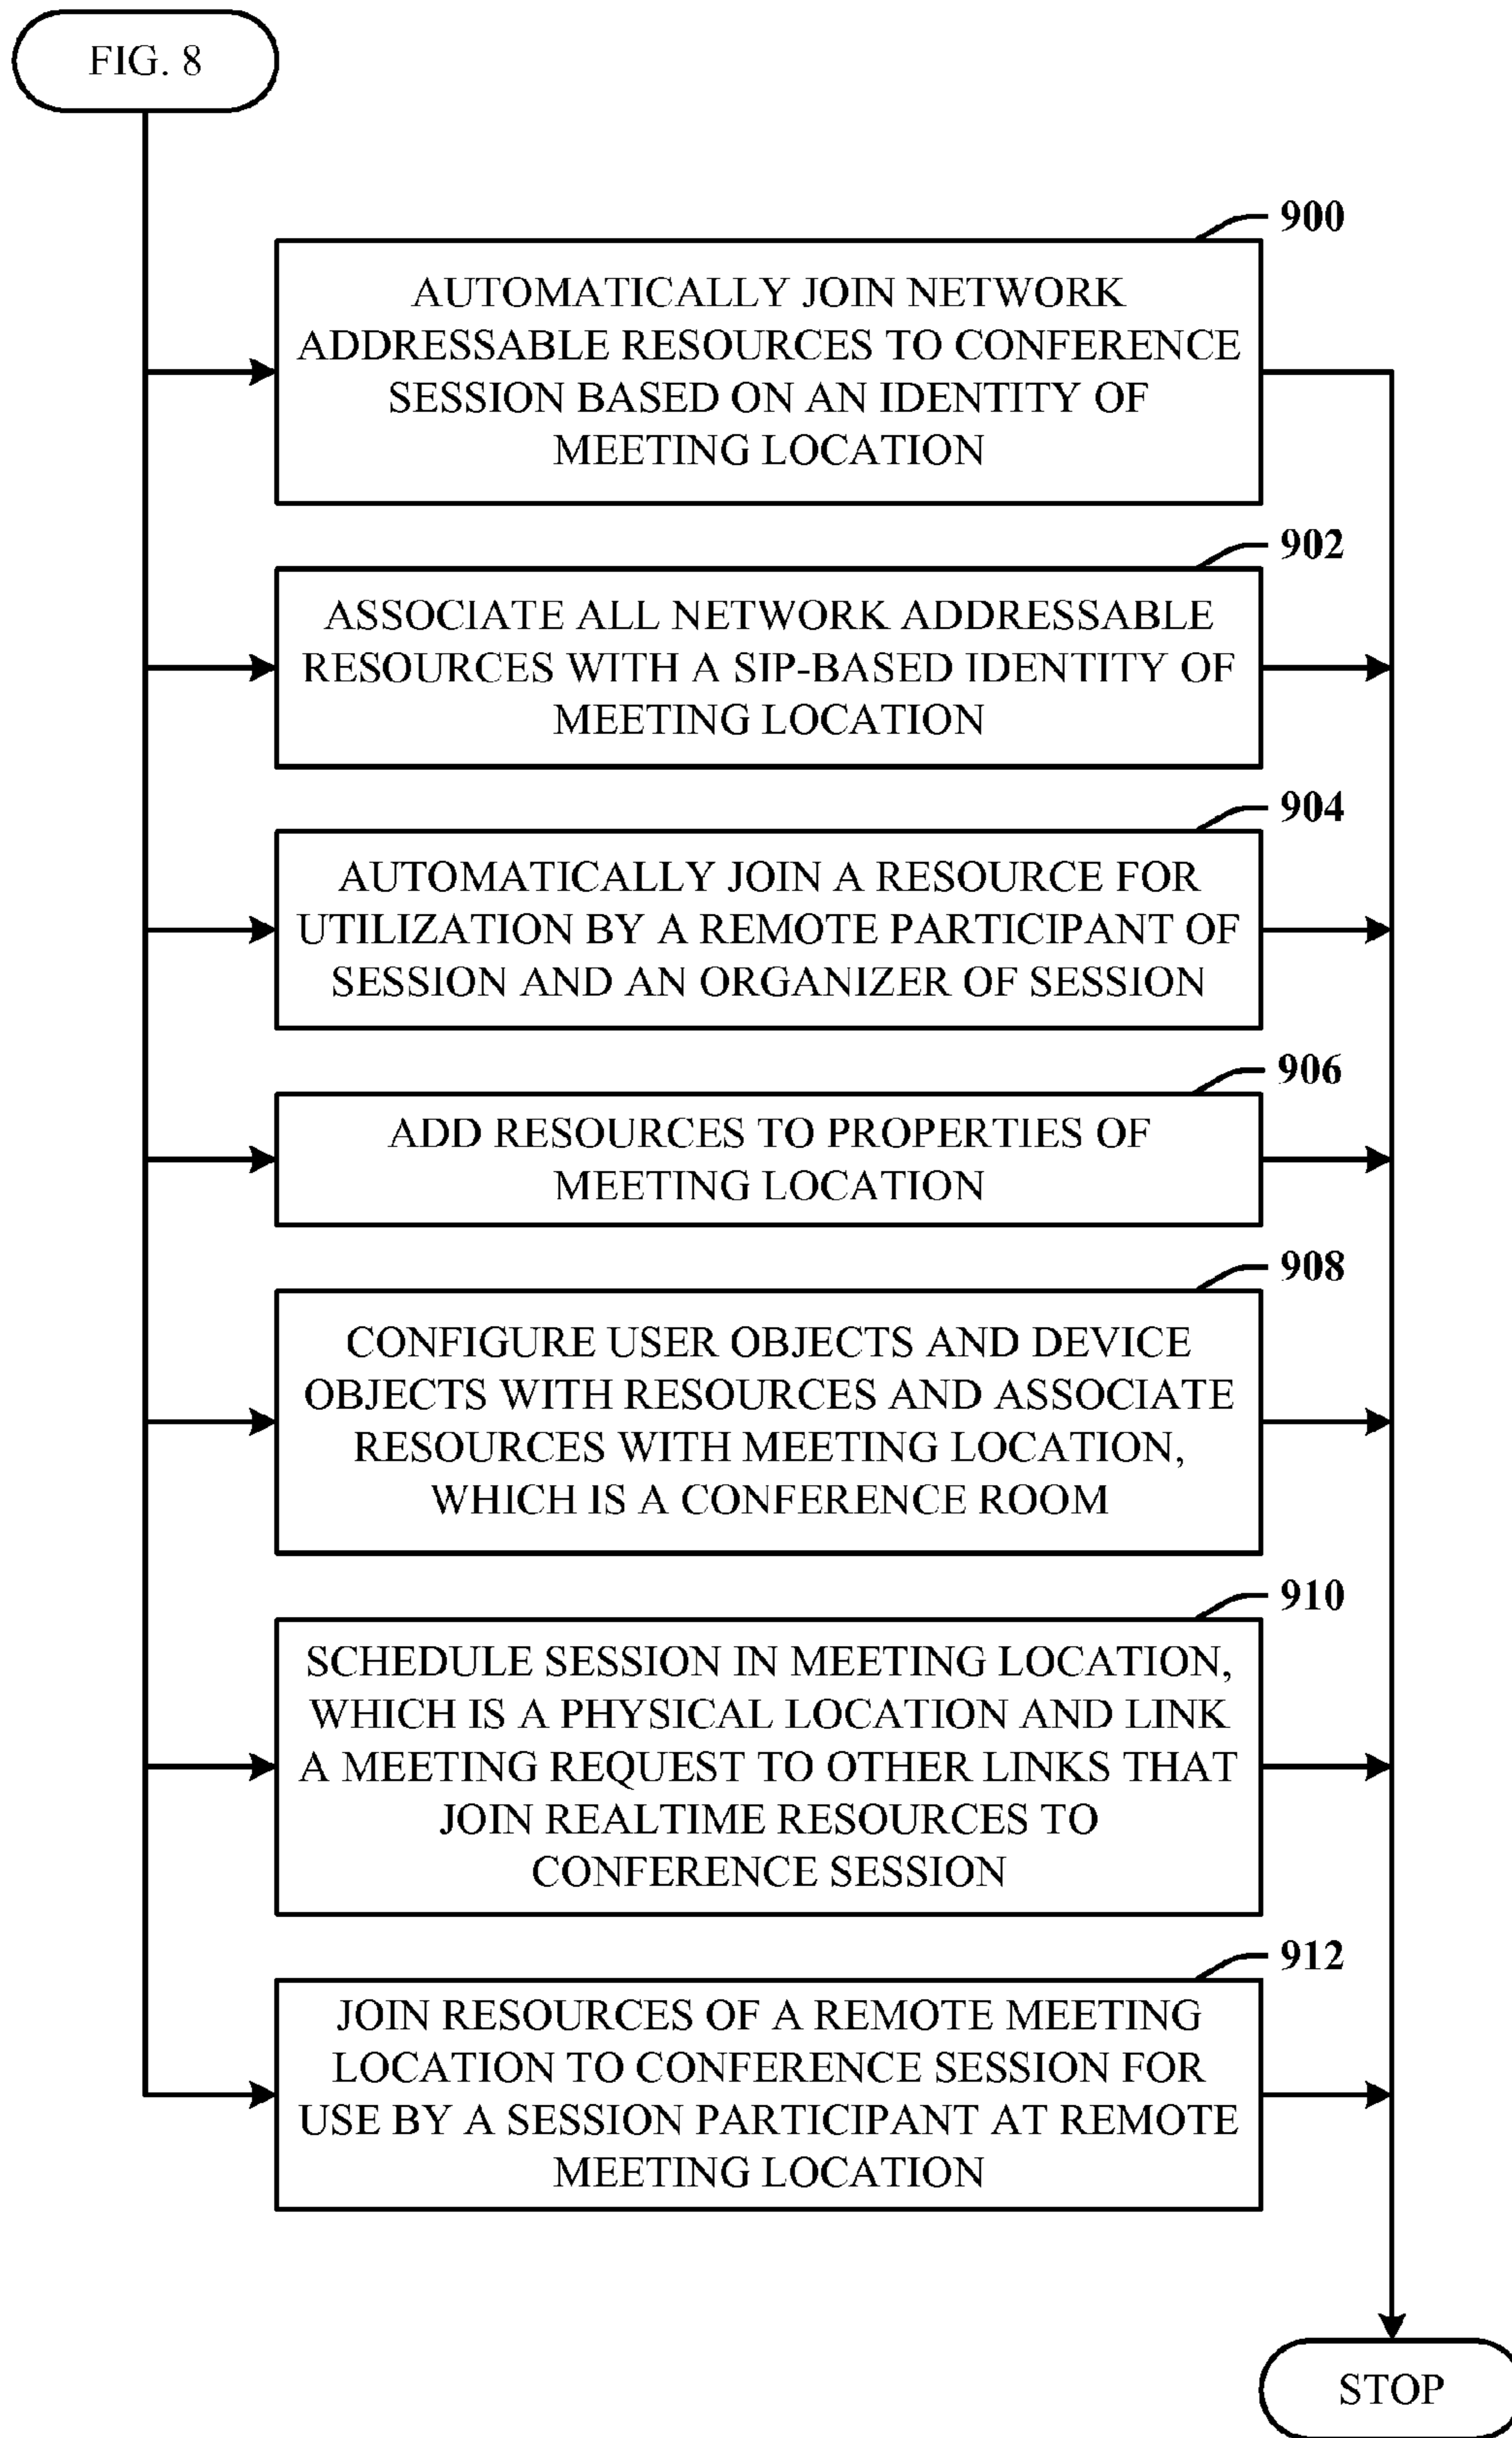 FIG. 8
900
AUTOMATICALLY JOIN NETWORK
ADDRESSABLE RESOURCES TO CONFERENCE
SESSION BASED ON AN IDENTITY OF
MEETING LOCATION
902
ASSOCIATE ALL NETWORK ADDRESSABLE
RESOURCES WITH A SIP-BASED IDENTITY OF
MEETING LOCATION
904
AUTOMATICALLY JOIN A RESOURCE FOR
UTILIZATION BY A REMOTE PARTICIPANT OF
SESSION AND AN ORGANIZER OF SESSION
906
ADD RESOURCES TO PROPERTIES OF
MEETING LOCATION
908
CONFIGURE USER OBJECTS AND DEVICE
OBJECTS WITH RESOURCES AND ASSOCIATE
RESOURCES WITH MEETING LOCATION,
WHICH IS A CONFERENCE ROOM
910
SCHEDULE SESSION IN MEETING LOCATION,
WHICH IS A PHYSICAL LOCATION AND LINK
A MEETING REQUEST TO OTHER LINKS THAT
JOIN REALTIME RESOURCES TO
CONFERENCE SESSION
912
JOIN RESOURCES OF A REMOTE MEETING
LOCATION TO CONFERENCE SESSION FOR
USE BY A SESSION PARTICIPANT AT REMOTE
MEETING LOCATION
STOP